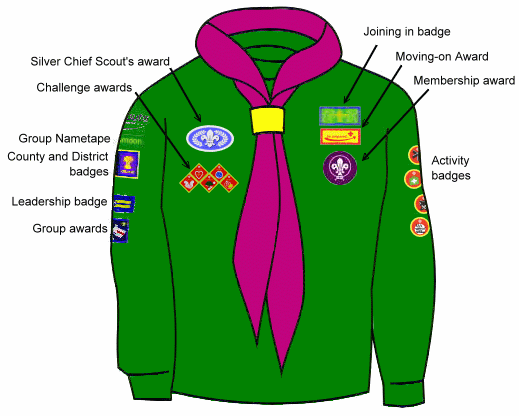 Joining in badge
Silver Chief Scout's award
Moving-on Award
Challenge awards
Membership award
Group Nametape
County and District
badges
Activity
badges
Leadership badge
Group awards